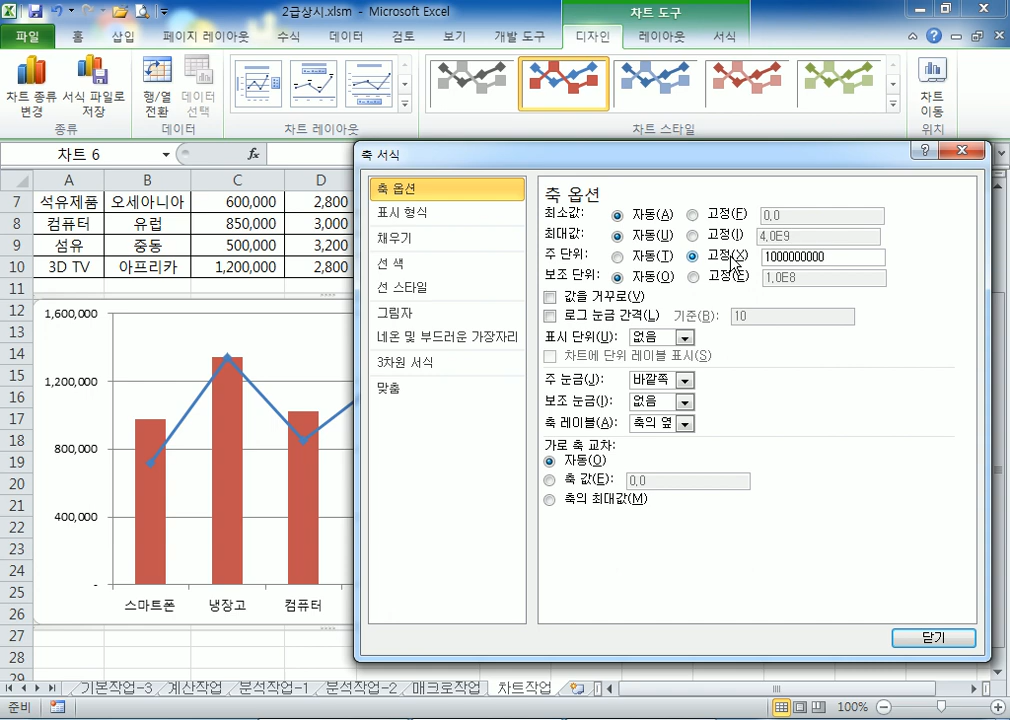 2급상시.xlsm - Microsoft Excel
차트 도구
파일 홈 삽입 페이지 레이아웃 수식 데이터 검토 보기 개발 도구 디자인 레이아웃 서식
차트 종류 변경
서식 파일로 저장
행/열 전환
데이터 선택
차트 이동
종류 데이터 차트 레이아웃 차트 스타일 위치
차트 6
fx
A B C D
7 석유제품 오세아니아 600,000 2,800
8 컴퓨터 유럽 850,000 3,000
9 섬유 중동 500,000 3,200
10 3D TV 아프리카 1,200,000 2,800
11
12
13
14
15
16
17
18
19
20
21
22
23
24
25
26
27
28
29
1,600,000
1,200,000
800,000
400,000
-
스마트폰 냉장고 컴퓨터
축 서식
축 옵션
표시 형식
채우기
선 색
선 스타일
그림자
네온 및 부드러운 가장자리
3차원 서식
맞춤
축 옵션
최소값: 자동(A) 고정(F) 0,0
최대값: 자동(U) 고정(I) 4,0E9
주 단위: 자동(T) 고정(X) 1000000000
보조 단위: 자동(O) 고정(E) 1,0E8
값을 거꾸로(V)
로그 눈금 간격(L) 기준(B): 10
표시 단위(U): 없음
차트에 단위 레이블 표시(S)
주 눈금(J): 바깥쪽
보조 눈금(I): 없음
축 레이블(A): 축의 옆
가로 축 교차:
자동(O)
축 값(E): 0,0
축의 최대값(M)
닫기
기본작업-3 계산작업 분석작업-1 분석작업-2 매크로작업 차트작업
준비
100%